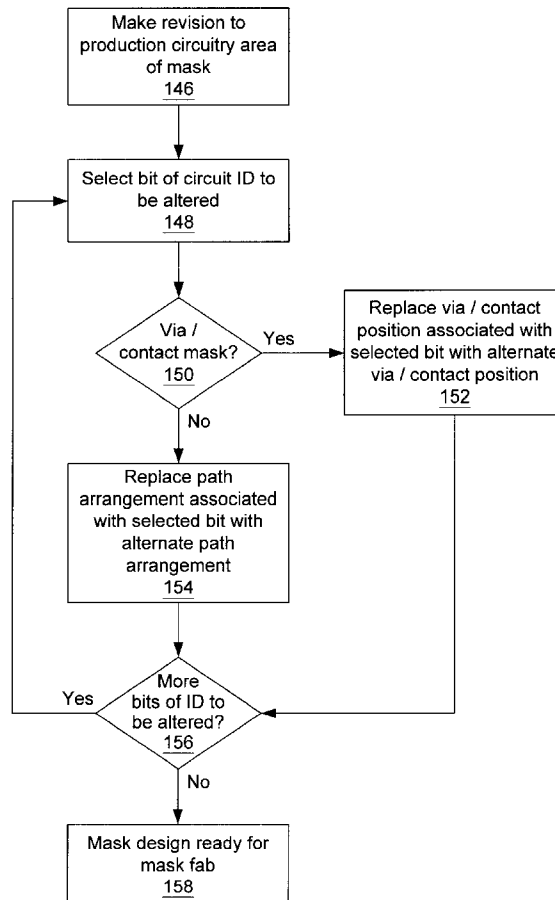 Make revision to
production circuitry area
of mask
146
Select bit of circuit ID to
be altered
148
Via /
contact mask?
150
Yes
Replace via / contact
position associated with
selected bit with alternate
via / contact position
152
No
Replace path
arrangement associated
with selected bit with
alternate path
arrangement
154
Yes
More
bits of ID to
be altered?
156
No
Mask design ready for
mask fab
158